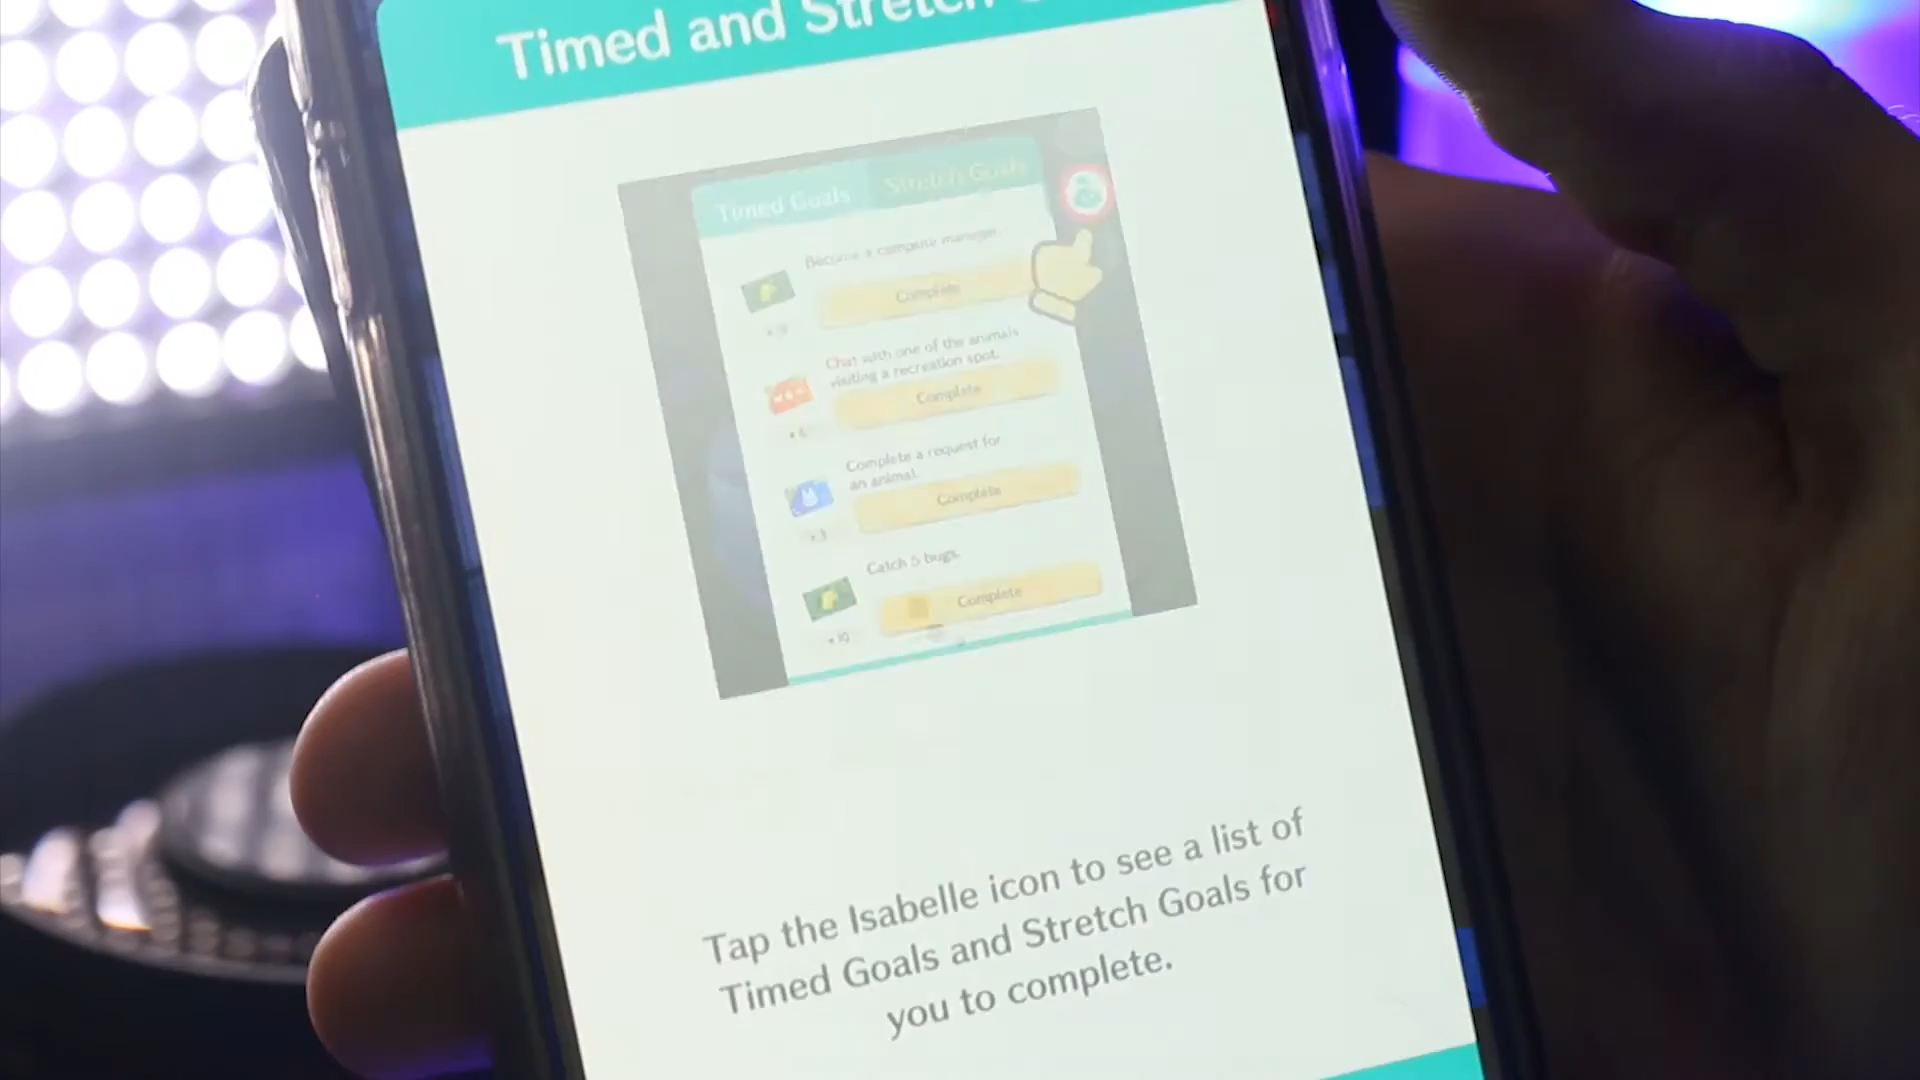 Timed and Stretch
Timed Goals
Stretch Goals
Become a campsite manager.
Complete
Chat with one of the animals
visiting a recreation spot.
Complete
Complete a request for
an animal.
Complete
Catch 5 bugs.
Complete
Tap the Isabelle icon to see a list of
Timed Goals and Stretch Goals for
you to complete.